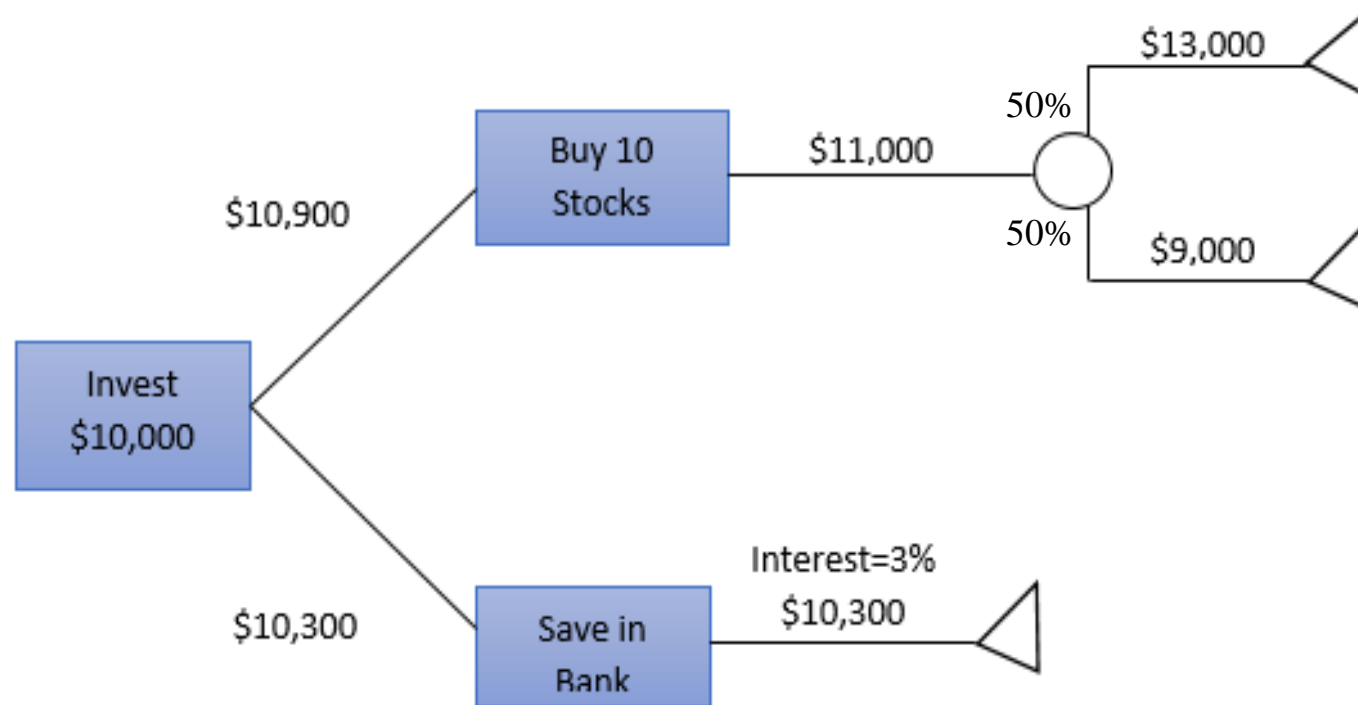 $13,000
50%
Buy 10
Stocks
$11,000
$10,900
50%
$9,000
Invest
$10,000
Interest=3%
$10,300
$10,300
Save in
Bank